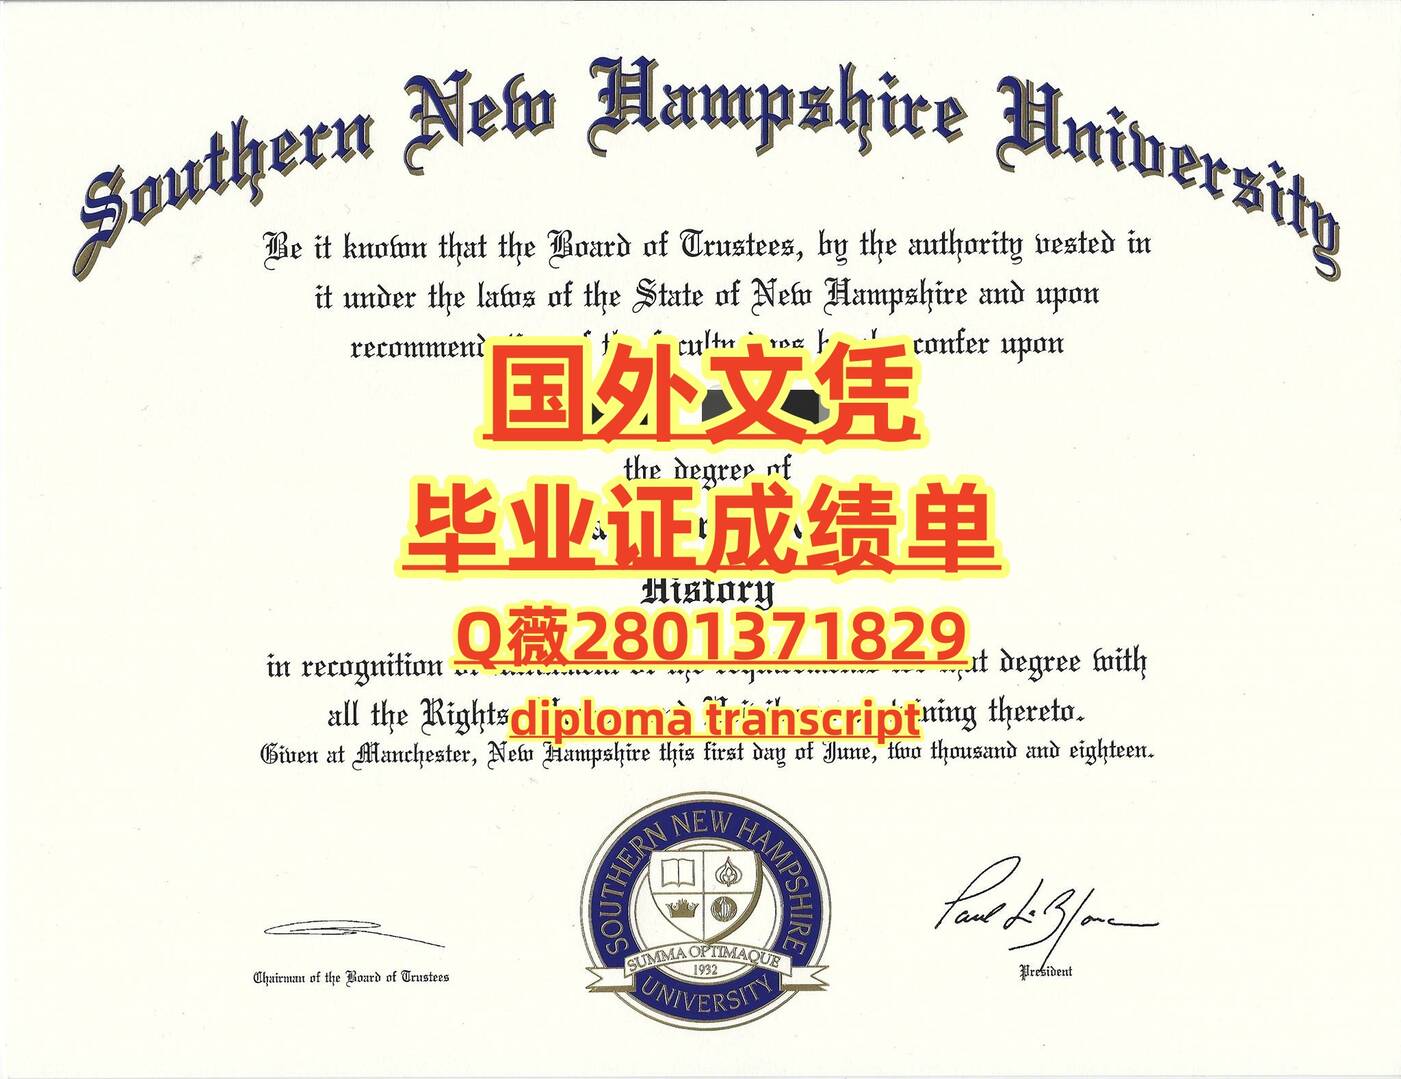 Southern New Hampshire University
Be it known that the Board of Trustees, by the authority vested in
it under the laws of the State of New Hampshire and upon
recommend confer upon
国外文凭
the degree of
毕业证成绩单
History
Q薇2801371829
in recognition that degree with
all the Rights thereto.
diploma transcript
Given at Manchester, New Hampshire this first day of June, two thousand and eighteen.
SOUTHERN NEW HAMPSHIRE
SUMMA OPTIMAQUE
1932
UNIVERSITY
Paul LeBlanc
Chairman of the Board of Trustees
President